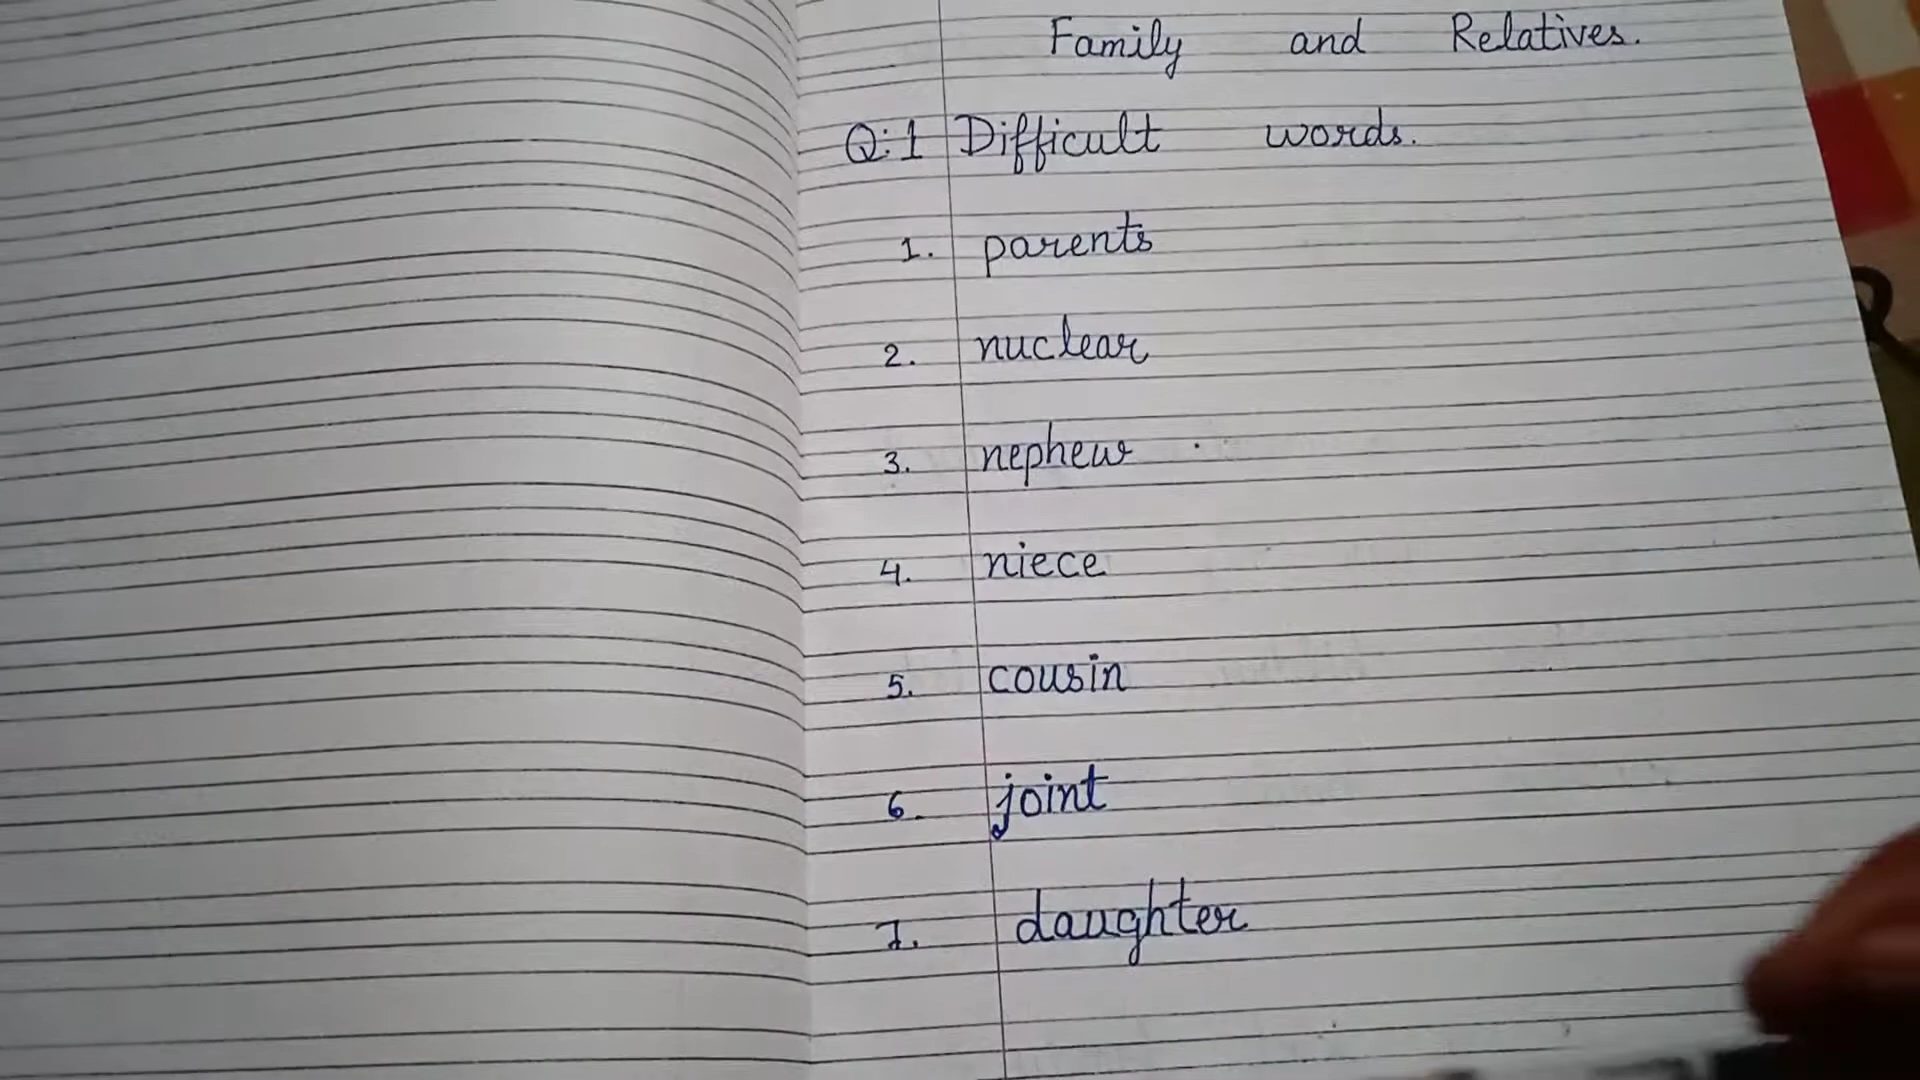 Family and Relatives.
Q:1 Difficult words.
1. parents
2. nuclear
3. nephew
4. niece
5. cousin
6. joint
7. daughter